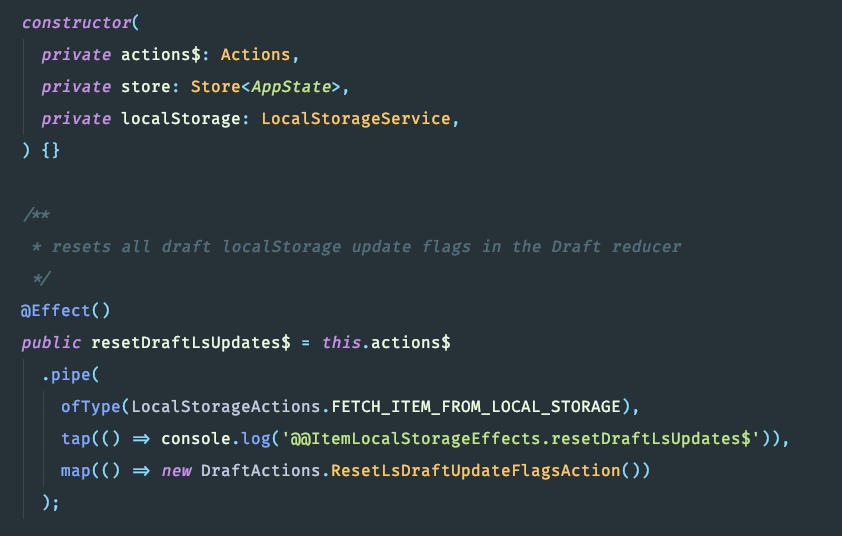 constructor(
private actions$: Actions,
private store: Store<AppState>,
private localStorage: LocalStorageService,
) {}
/**
* resets all draft localStorage update flags in the Draft reducer
*/
@Effect()
public resetDraftLsUpdates$ = this.actions$
.pipe(
ofType(LocalStorageActions.FETCH_ITEM_FROM_LOCAL_STORAGE),
tap(() => console.log('@@ItemLocalStorageEffects.resetDraftLsUpdates$')),
map(() => new DraftActions.ResetLsDraftUpdateFlagsAction())
);